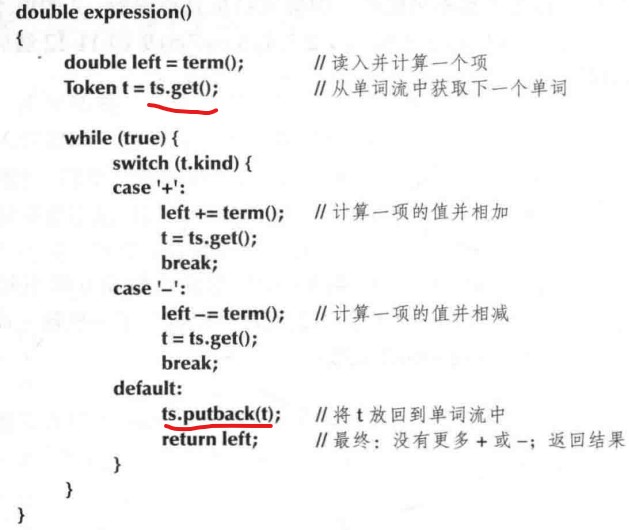 double expression()
{
double left = term(); // 读入并计算一个项
Token t = ts.get(); // 从单词流中获取下一个单词
while (true) {
switch (t.kind) {
case '+':
left += term(); // 计算一项的值并相加
t = ts.get();
break;
case '–':
left –= term(); // 计算一项的值并相减
t = ts.get();
break;
default:
ts.putback(t); // 将 t 放回到单词流中
return left; // 最终：没有更多 + 或 –；返回结果
}
}
}